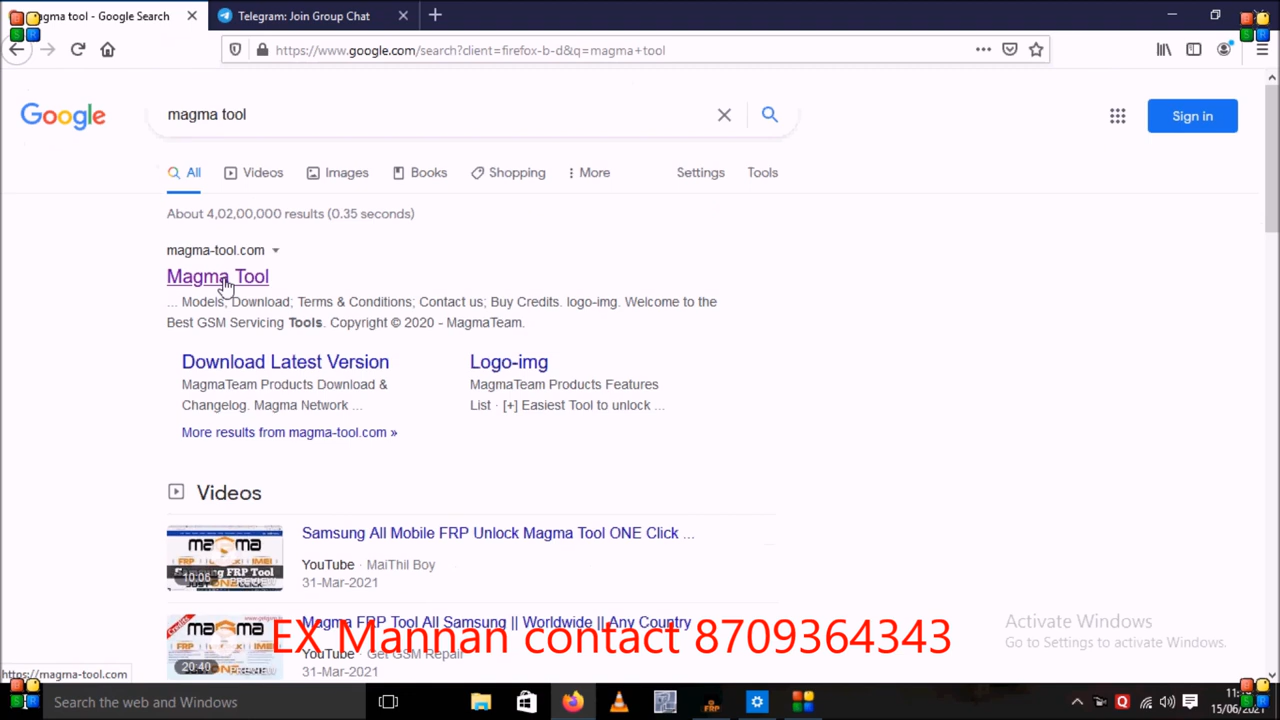 magma tool - Google Search
Telegram: Join Group Chat
https://www.google.com/search?client=firefox-b-d&q=magma+tool
Google
magma tool
Sign in
All
Videos
Images
Books
Shopping
More
Settings
Tools
About 4,02,00,000 results (0.35 seconds)
magma-tool.com
Magma Tool
... Models; Download; Terms & Conditions; Contact us; Buy Credits. logo-img. Welcome to the
Best GSM Servicing Tools. Copyright © 2020 - MagmaTeam.
Download Latest Version
MagmaTeam Products Download &
Changelog. Magma Network ...
Logo-img
MagmaTeam Products Features
List · [+] Easiest Tool to unlock ...
More results from magma-tool.com »
Videos
10:06
PREVIEW
Samsung All Mobile FRP Unlock Magma Tool ONE Click ...
YouTube · MaiThil Boy
31-Mar-2021
20:40
PREVIEW
Magma FRP Tool All Samsung || Worldwide || Any Country
YouTube · Get GSM Repair
31-Mar-2021
EX Mannan contact 8709364343
Activate Windows
Go to Settings to activate Windows.
https://magma-tool.com
Search the web and Windows
15/06/2021